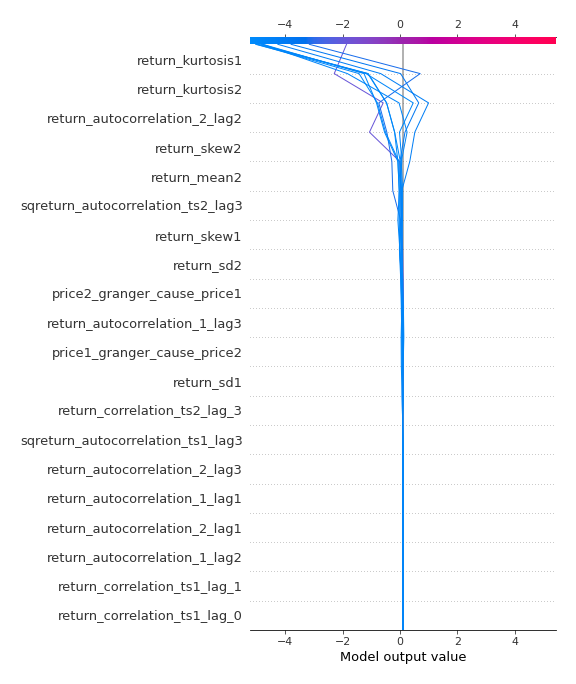 −4 −2 0 2 4
return_kurtosis1
return_kurtosis2
return_autocorrelation_2_lag2
return_skew2
return_mean2
sqreturn_autocorrelation_ts2_lag3
return_skew1
return_sd2
price2_granger_cause_price1
return_autocorrelation_1_lag3
price1_granger_cause_price2
return_sd1
return_correlation_ts2_lag_3
sqreturn_autocorrelation_ts1_lag3
return_autocorrelation_2_lag3
return_autocorrelation_1_lag1
return_autocorrelation_2_lag1
return_autocorrelation_1_lag2
return_correlation_ts1_lag_1
return_correlation_ts1_lag_0
−4 −2 0 2 4
Model output value